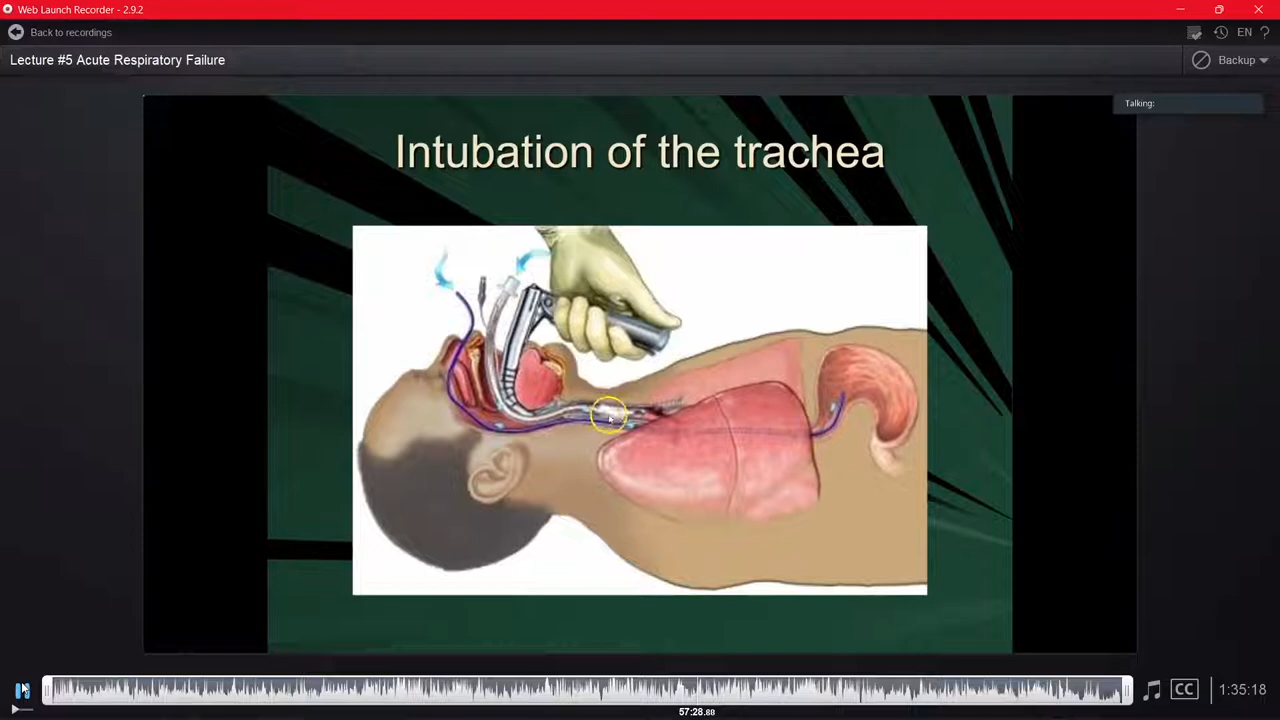 Web Launch Recorder - 2.9.2
Back to recordings
EN ?
Lecture #5 Acute Respiratory Failure
Backup
Talking:
Intubation of the trachea
CC
1:35:18
57:28.88